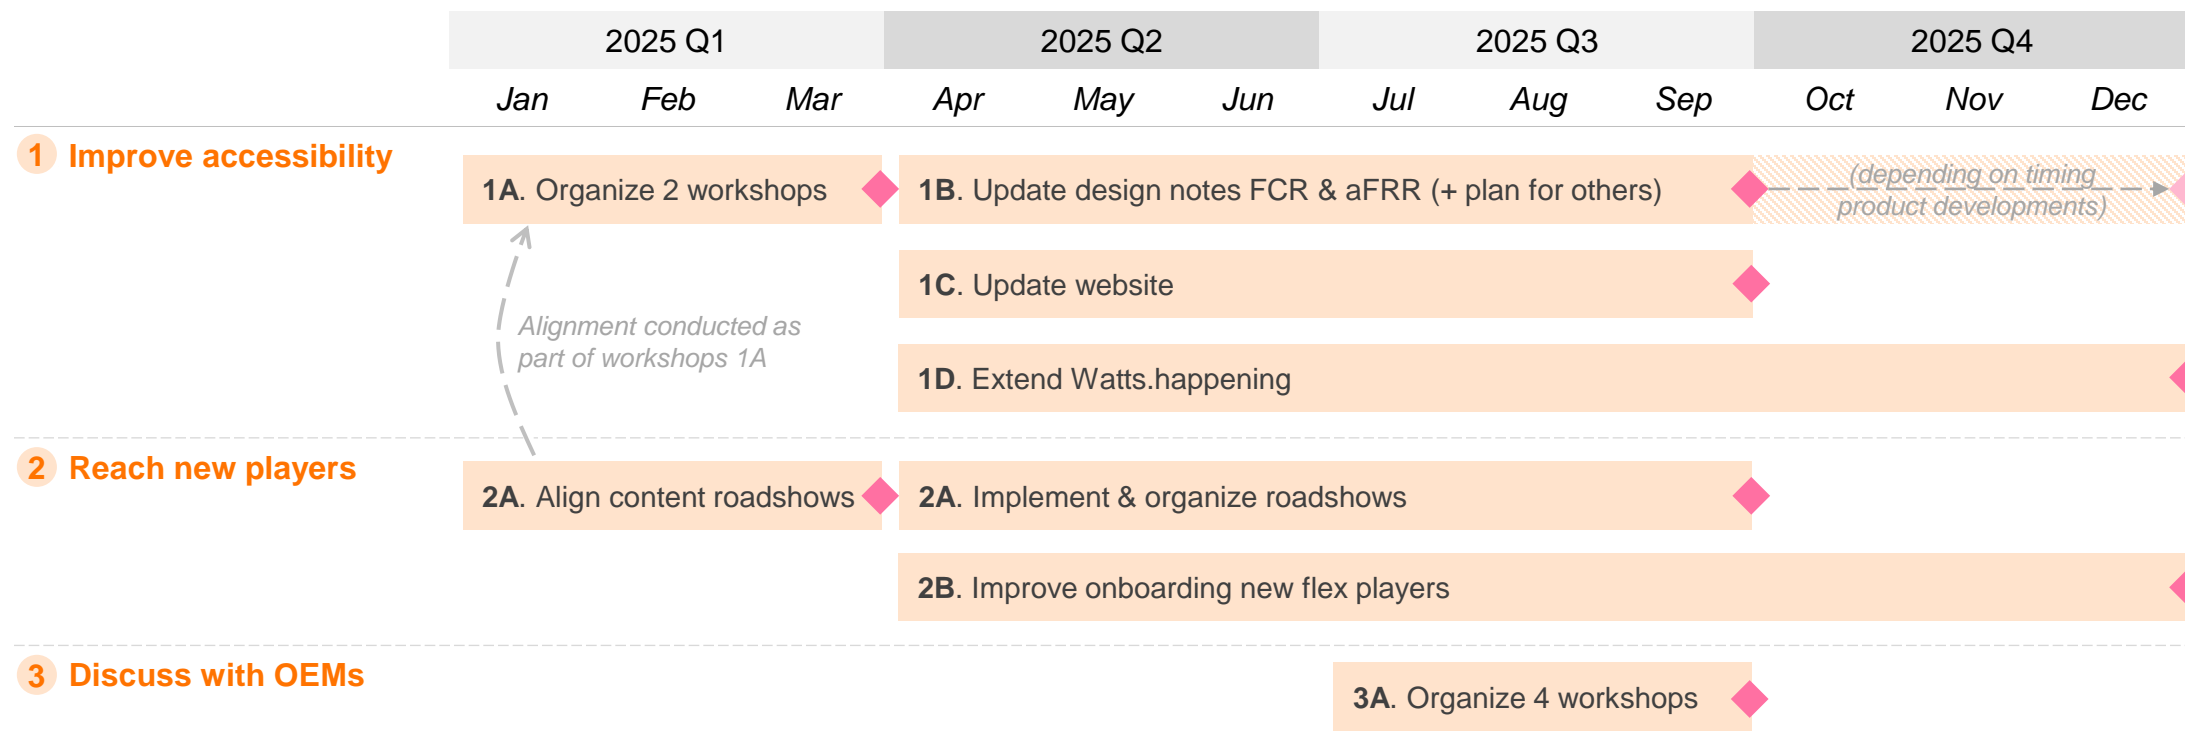 2025 Q1 2025 Q2 2025 Q3 2025 Q4
Jan Feb Mar Apr May Jun Jul Aug Sep Oct Nov Dec
1 Improve accessibility
1A. Organize 2 workshops
1B. Update design notes FCR & aFRR (+ plan for others)
(depending on timing
product developments)
1C. Update website
Alignment conducted as
part of workshops 1A
1D. Extend Watts.happening
2 Reach new players
2A. Align content roadshows
2A. Implement & organize roadshows
2B. Improve onboarding new flex players
3 Discuss with OEMs
3A. Organize 4 workshops